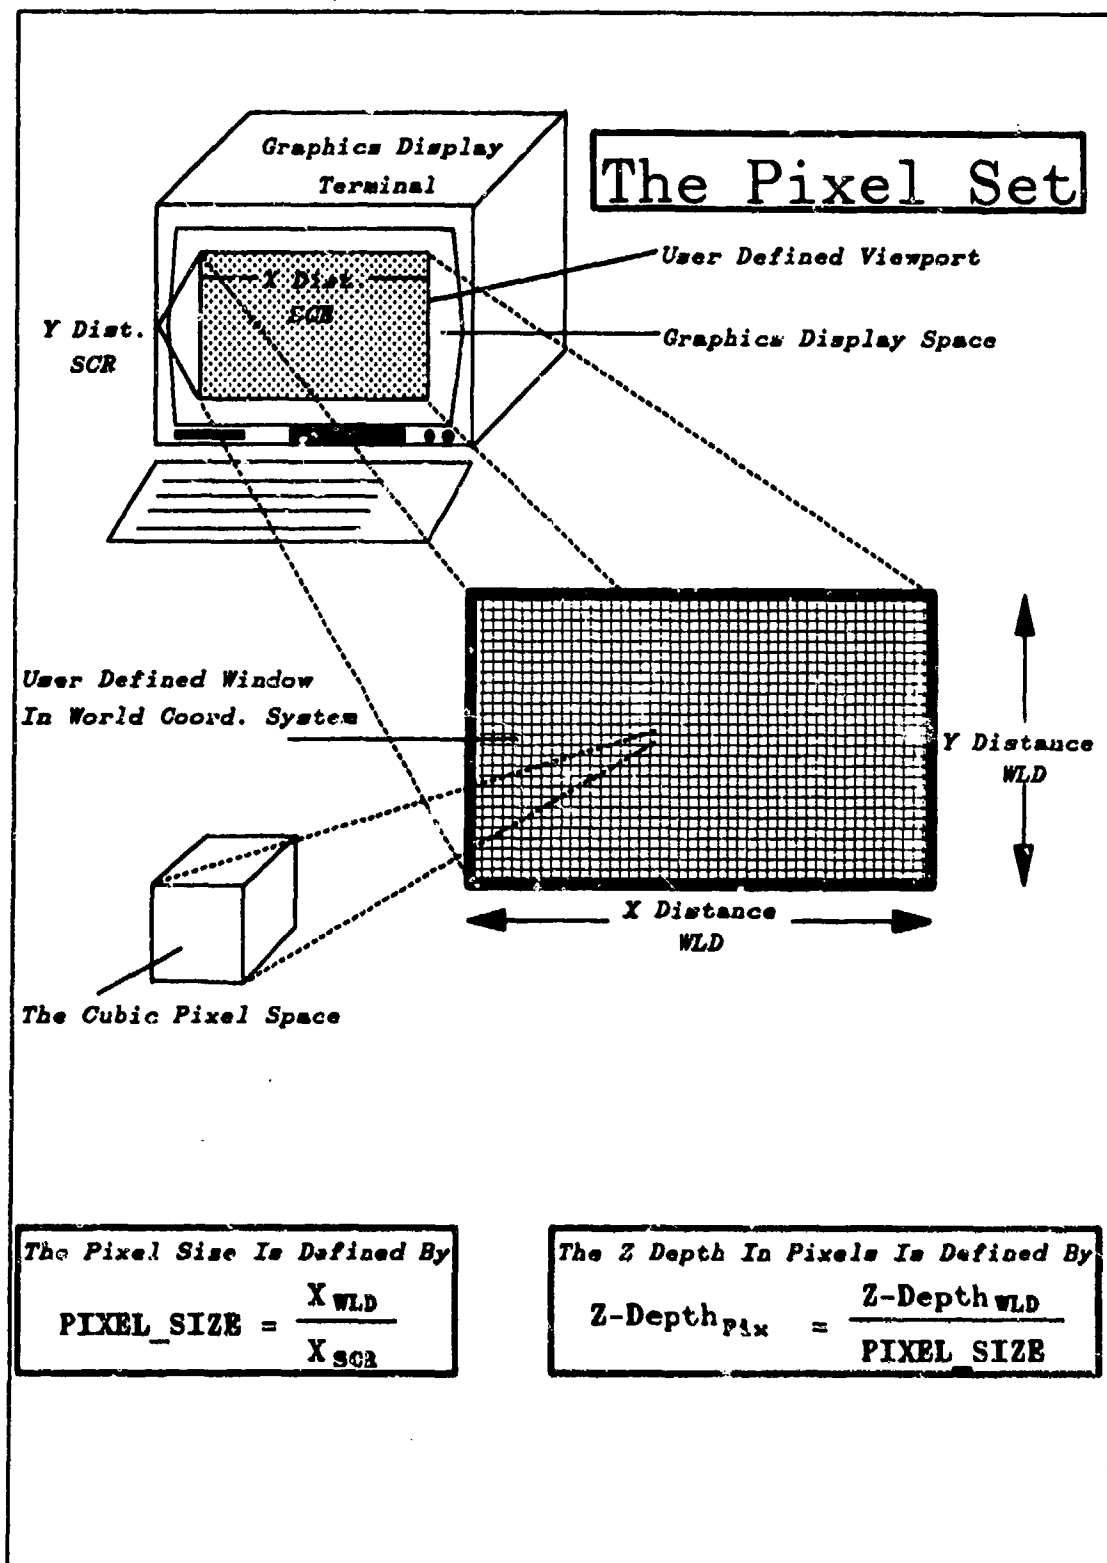 The Pixel Set
Graphics Display
Terminal
User Defined Viewport
X Dist
SCR
Y Dist.
SCR
Graphics Display Space
User Defined Window
In World Coord. System
Y Distance
WLD
X Distance
WLD
The Cubic Pixel Space
The Pixel Size Is Defined By
PIXEL_SIZE = X WLD / X SCR
The Z Depth In Pixels Is Defined By
Z-Depth Pix = Z-Depth WLD / PIXEL_SIZE